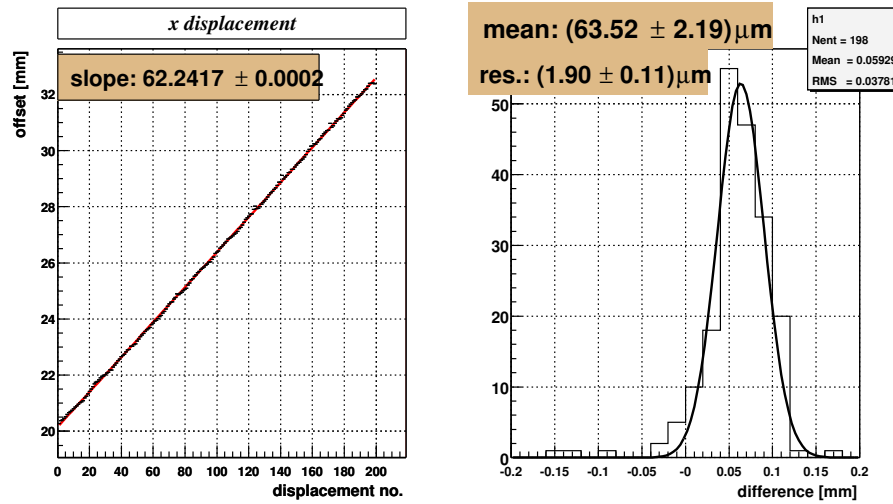 x displacement
offset [mm]
slope: 62.2417 ± 0.0002
32
30
28
26
24
22
20
0 20 40 60 80 100 120 140 160 180 200
displacement no.
mean: (63.52 ± 2.19)μm
res.: (1.90 ± 0.11)μm
h1
Nent = 198
Mean = 0.05929
RMS = 0.03781
50
40
30
20
10
0
-0.2 -0.15 -0.1 -0.05 -0 0.05 0.1 0.15 0.2
difference [mm]